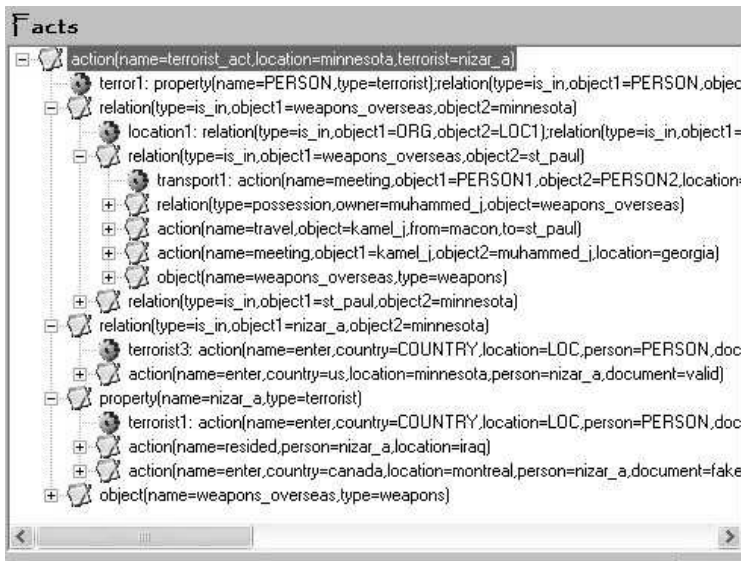 Facts
action(name=terrorist_act,location=minnesota,terrorist=nizar_a)
terror1: property(name=PERSON,type=terrorist);relation(type=is_in,object1=PERSON,objec
relation(type=is_in,object1=weapons_overseas,object2=minnesota)
location1: relation(type=is_in,object1=ORG,object2=LOC1);relation(type=is_in,object1=
relation(type=is_in,object1=weapons_overseas,object2=st_paul)
transport1: action(name=meeting,object1=PERSON1,object2=PERSON2,location=
relation(type=possession,owner=muhammed_j,object=weapons_overseas)
action(name=travel,object=kamel_j,from=macon,to=st_paul)
action(name=meeting,object1=kamel_j,object2=muhammed_j,location=georgia)
object(name=weapons_overseas,type=weapons)
relation(type=is_in,object1=st_paul,object2=minnesota)
relation(type=is_in,object1=nizar_a,object2=minnesota)
terrorist3: action(name=enter,country=COUNTRY,location=LOC,person=PERSON,doc
action(name=enter,country=us,location=minnesota,person=nizar_a,document=valid)
property(name=nizar_a,type=terrorist)
terrorist1: action(name=enter,country=COUNTRY,location=LOC,person=PERSON,doc
action(name=resided,person=nizar_a,location=iraq)
action(name=enter,country=canada,location=montreal,person=nizar_a,document=fake
object(name=weapons_overseas,type=weapons)